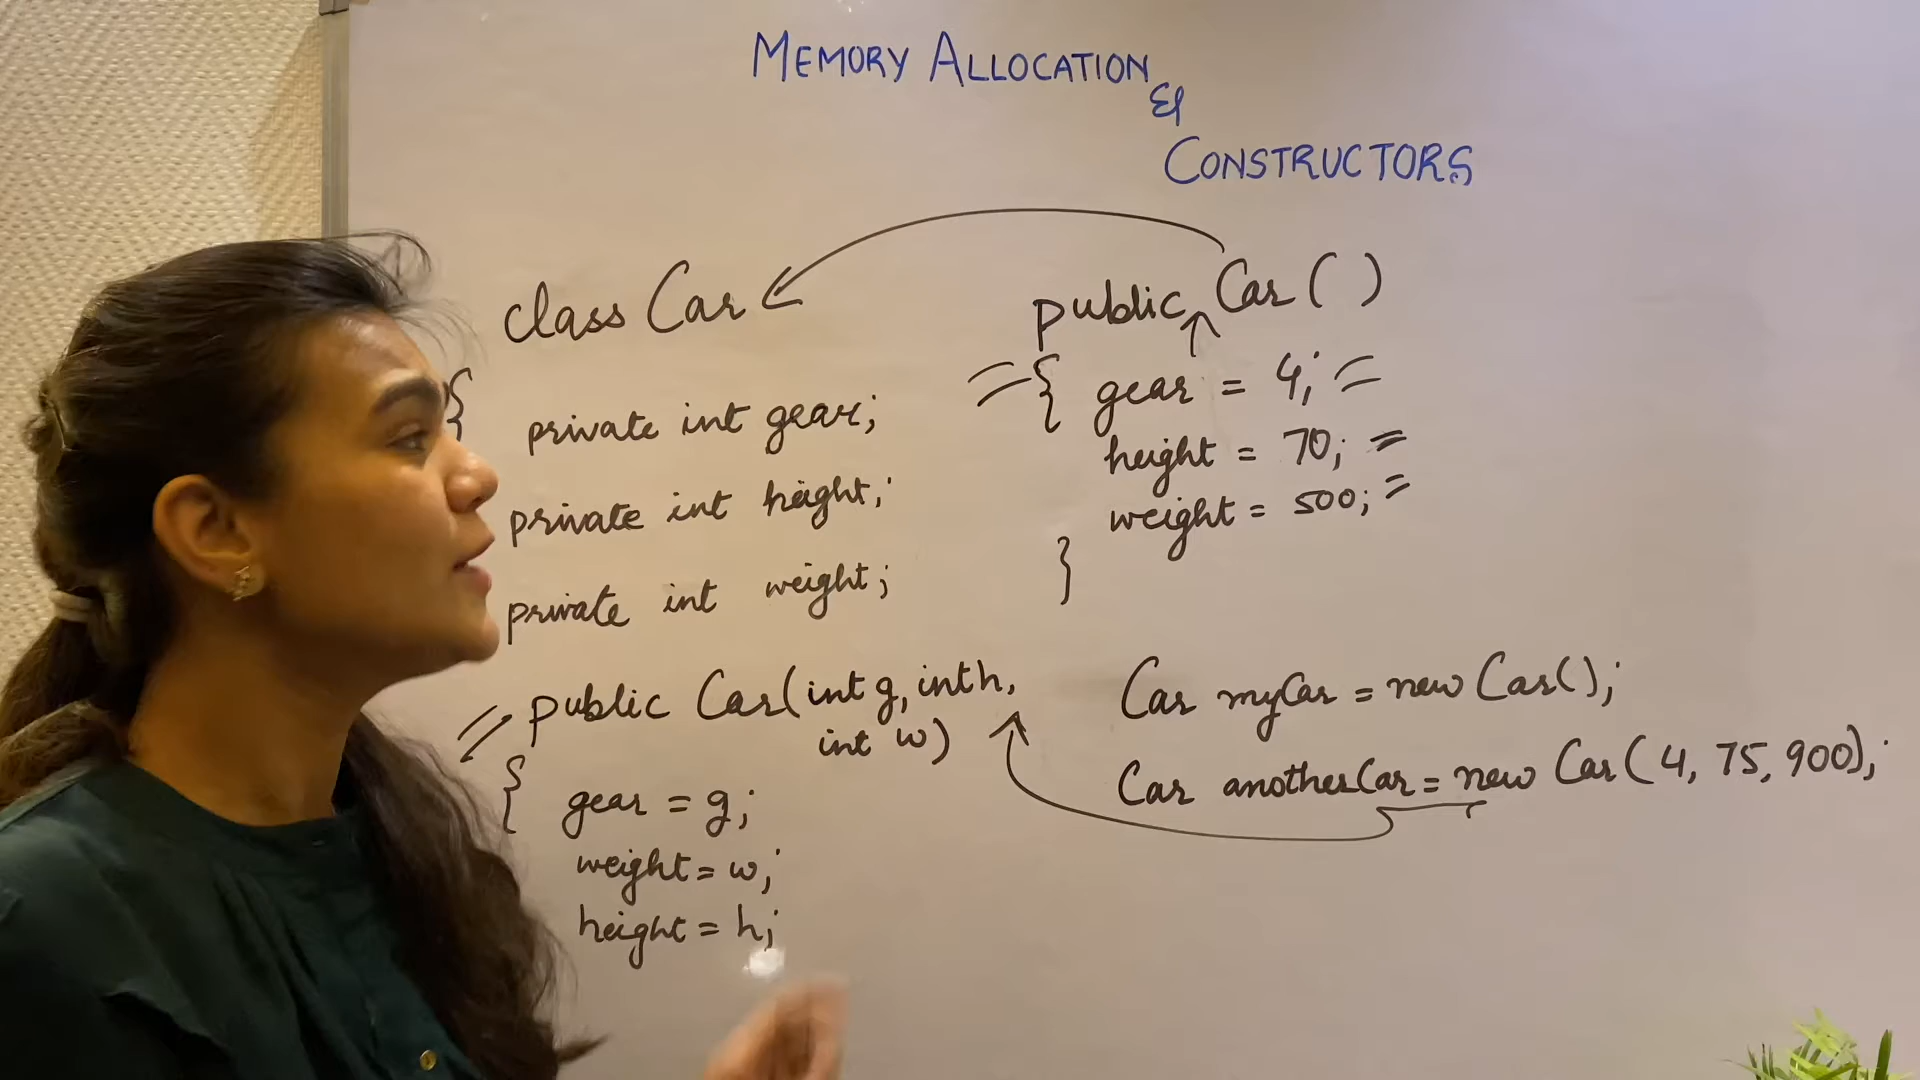 MEMORY ALLOCATION
&
CONSTRUCTORS
class Car
{
private int gear;
private int height;
private int weight;
public Car(int g, int h,
int w)
{
gear = g;
weight = w;
height = h;
public Car()
{ gear = 4;
height = 70;
weight = 500;
}
Car myCar = new Car();
Car anotherCar = new Car(4, 75, 900);